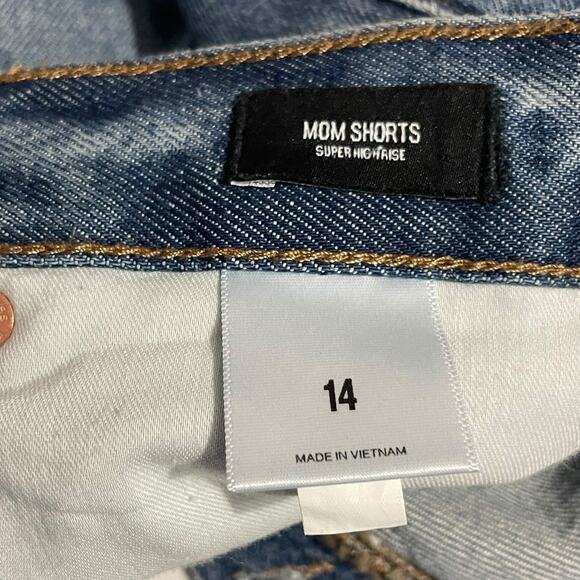 MOM SHORTS
SUPER HIGH RISE
14
MADE IN VIETNAM